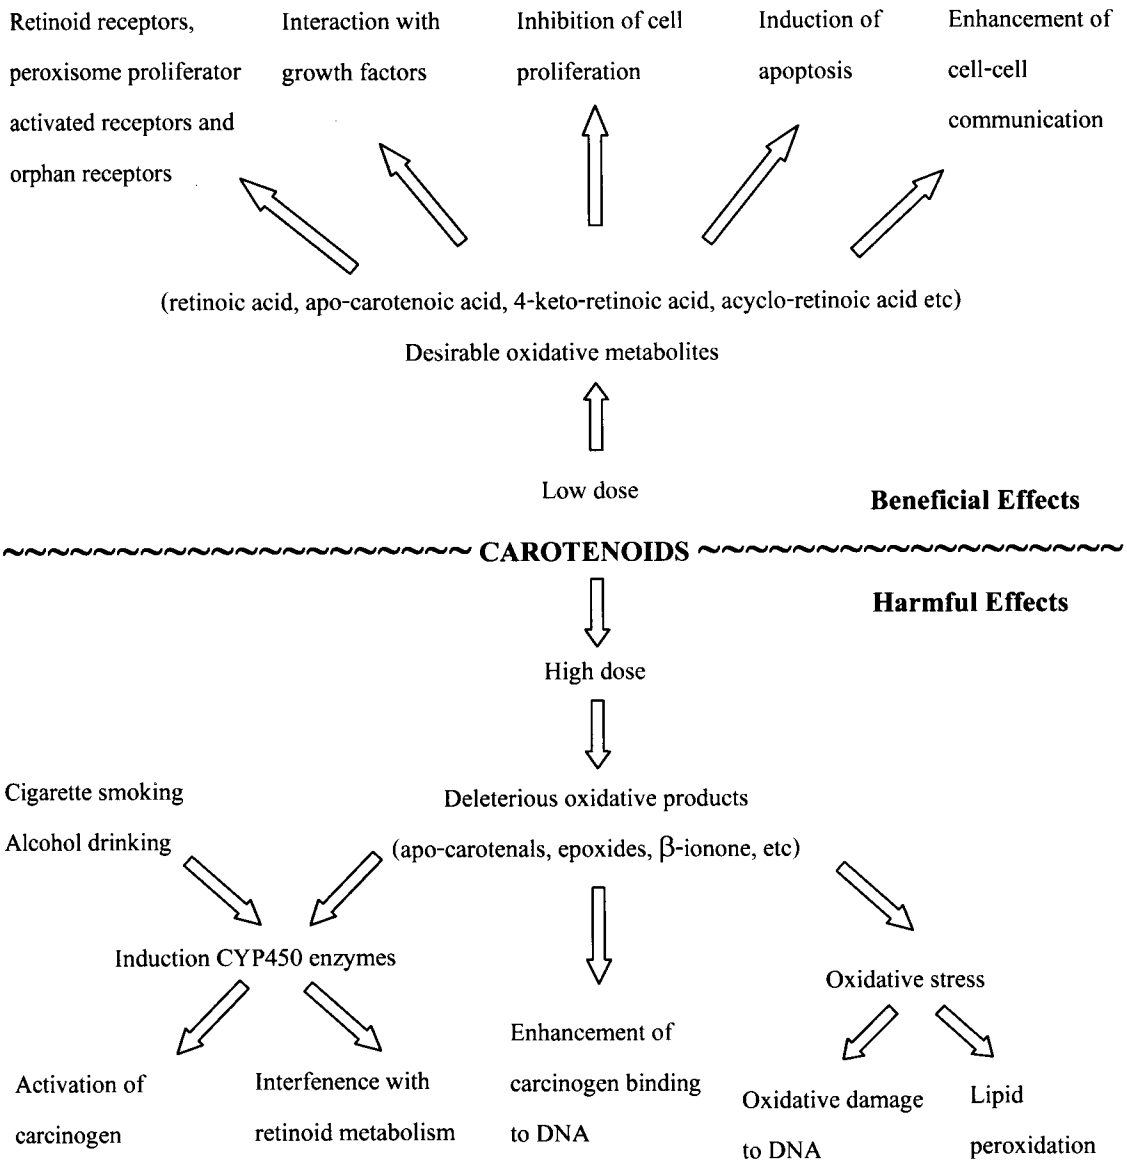 Retinoid receptors,
peroxisome proliferator
activated receptors and
orphan receptors
Interaction with
growth factors
Inhibition of cell
proliferation
Induction of
apoptosis
Enhancement of
cell-cell
communication
(retinoic acid, apo-carotenoic acid, 4-keto-retinoic acid, acyclo-retinoic acid etc)
Desirable oxidative metabolites
Low dose
Beneficial Effects
~~~~~~~~~~~~~~~~~~~~ CAROTENOIDS ~~~~~~~~~~~~~~~~~~
Harmful Effects
High dose
Cigarette smoking
Alcohol drinking
Deleterious oxidative products
(apo-carotenals, epoxides, β-ionone, etc)
Induction CYP450 enzymes
Oxidative stress
Activation of
carcinogen
Interfenence with
retinoid metabolism
Enhancement of
carcinogen binding
to DNA
Oxidative damage
to DNA
Lipid
peroxidation